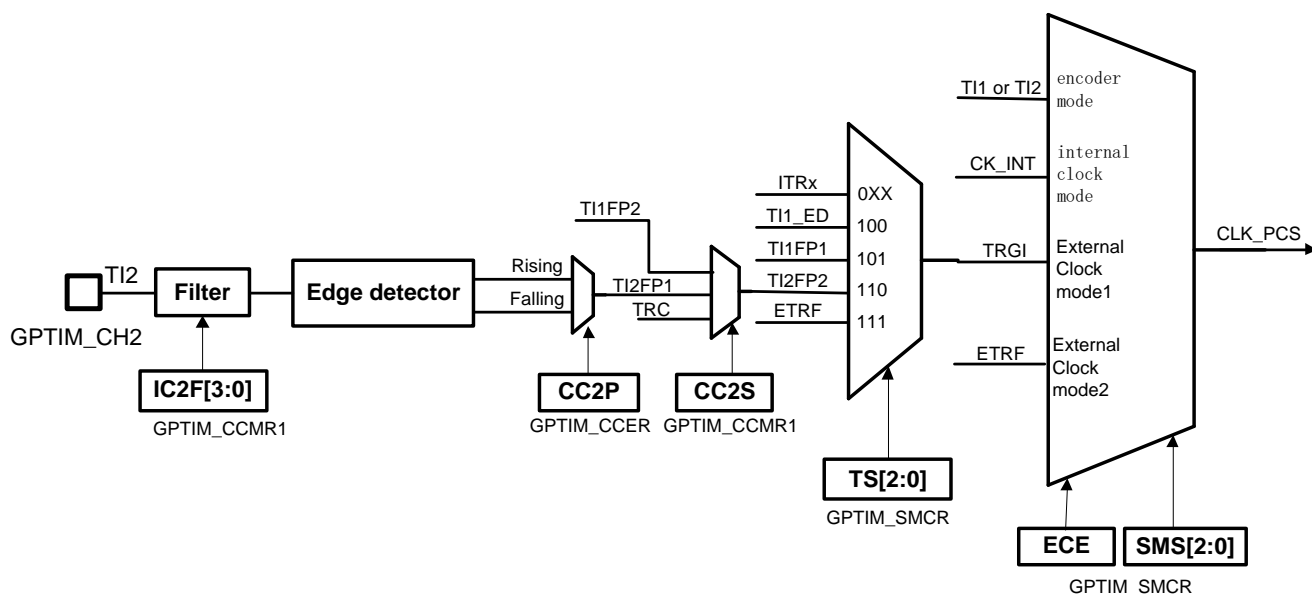 TI1 or TI2
encoder
mode
CK_INT
internal
clock
mode
ITRx
0XX
TI1_ED
100
TI1FP2
TI1FP1
101
TRGI
External
Clock
mode1
CLK_PCS
TI2
Filter
Edge detector
Rising
Falling
TI2FP1
TRC
TI2FP2
110
ETRF
111
GPTIM_CH2
ETRF
External
Clock
mode2
IC2F[3:0]
GPTIM_CCMR1
CC2P
GPTIM_CCER
CC2S
GPTIM_CCMR1
TS[2:0]
GPTIM_SMCR
ECE
SMS[2:0]
GPTIM_SMCR